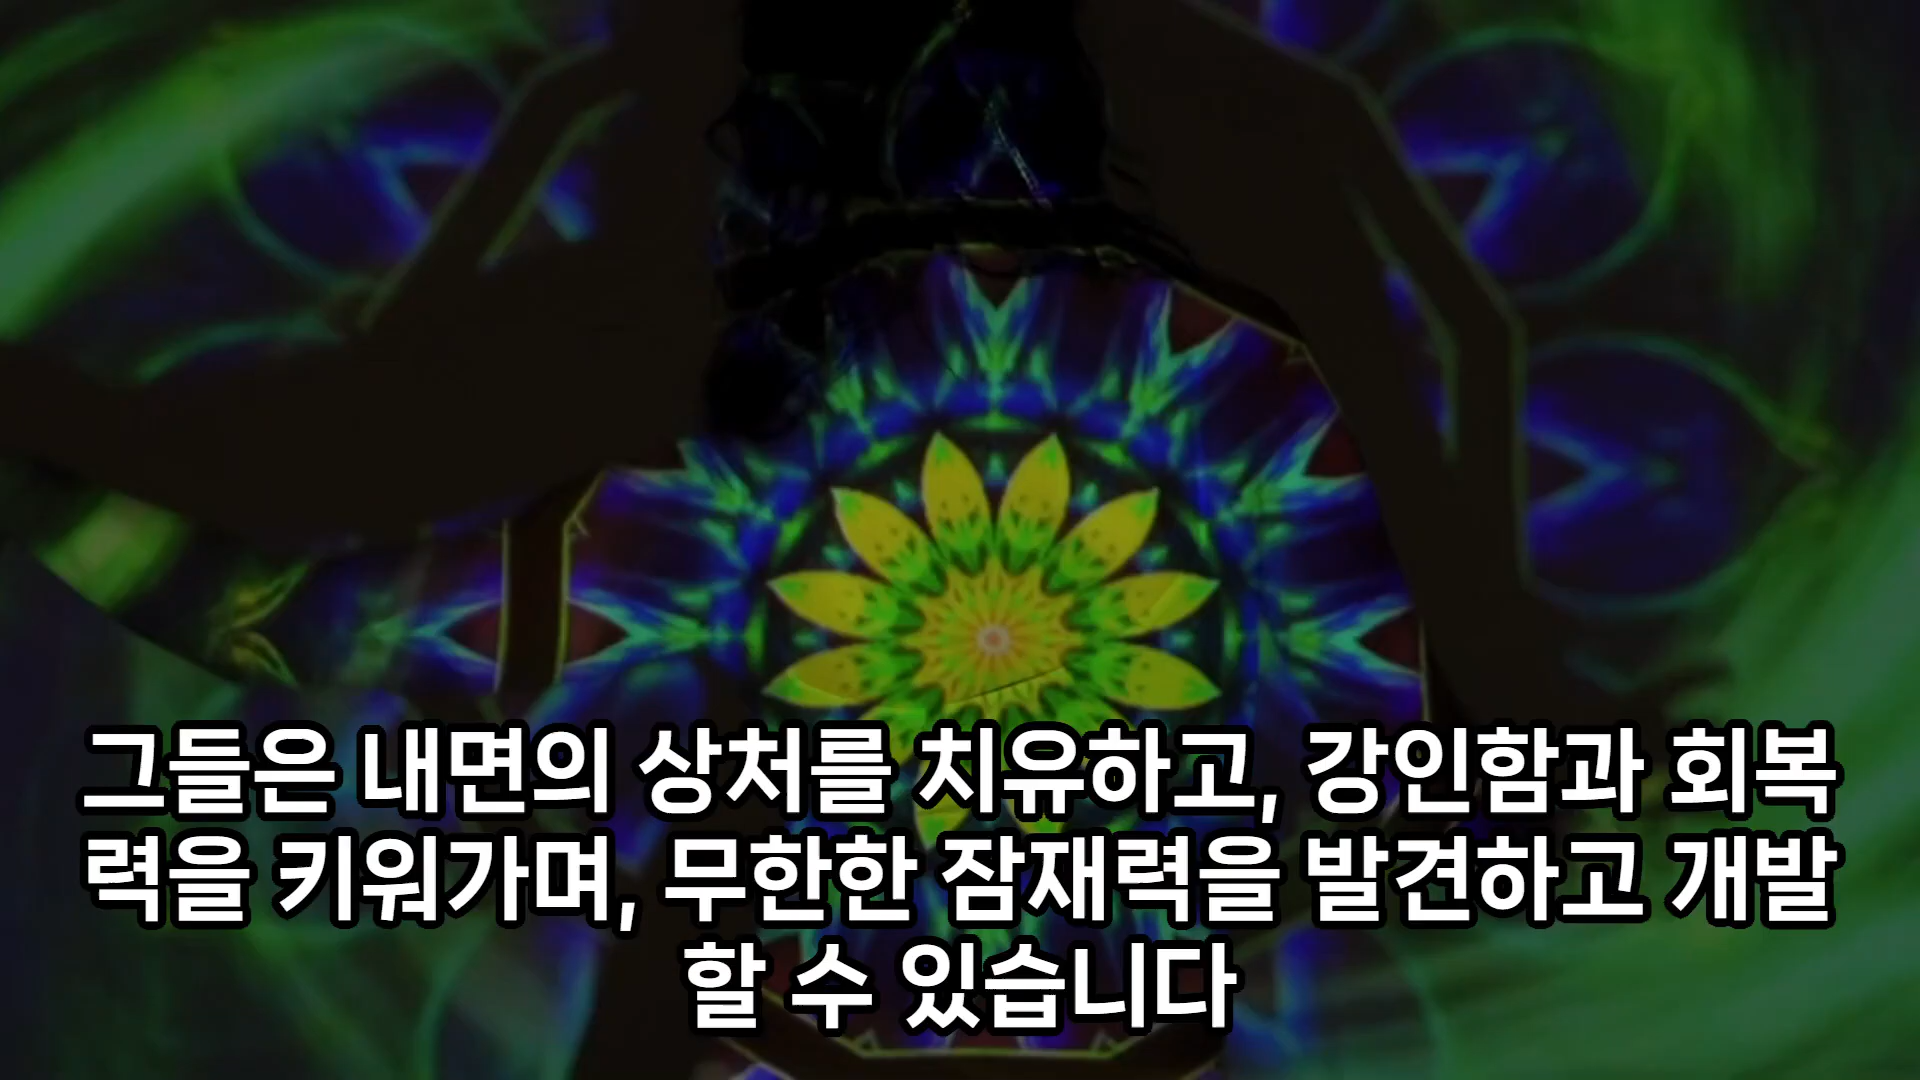 그들은 내면의 상처를 치유하고, 강인함과 회복
력을 키워가며, 무한한 잠재력을 발견하고 개발
할 수 있습니다